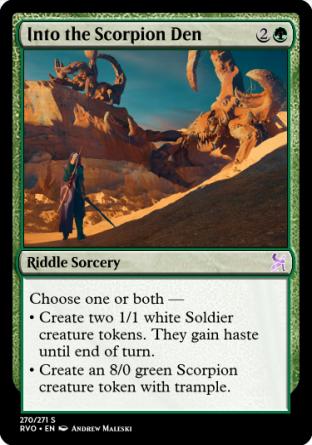 Into the Scorpion Den 2
Riddle Sorcery
Choose one or both —
• Create two 1/1 white Soldier
creature tokens. They gain haste
until end of turn.
• Create an 8/0 green Scorpion
creature token with trample.
270/271 S
RVO • EN Andrew Maleski